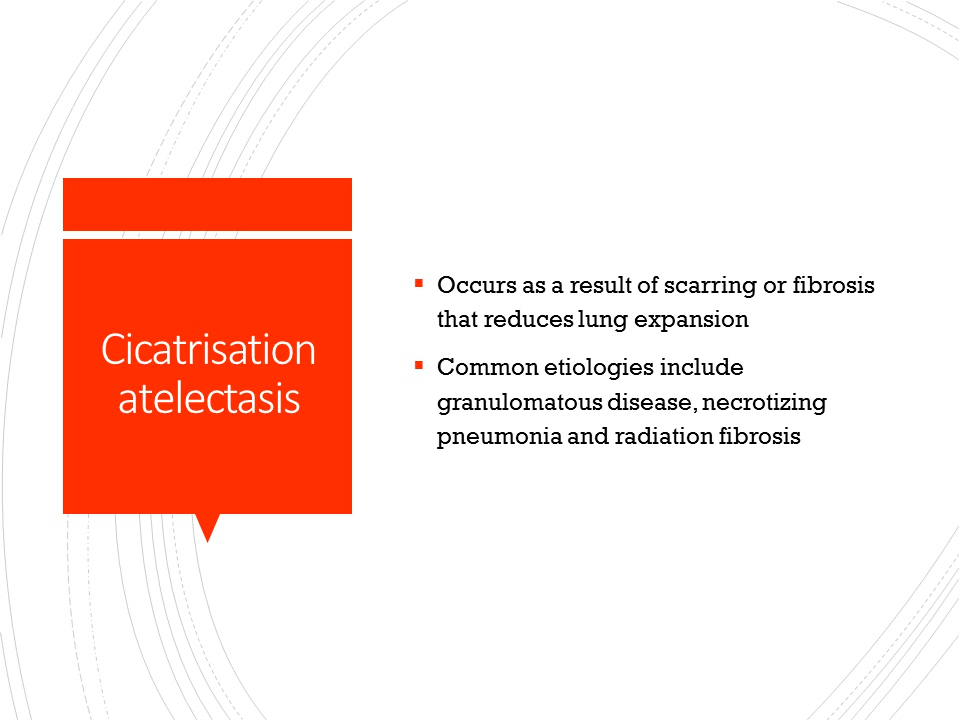 Cicatrisation
atelectasis
Occurs as a result of scarring or fibrosis
that reduces lung expansion
Common etiologies include
granulomatous disease, necrotizing
pneumonia and radiation fibrosis